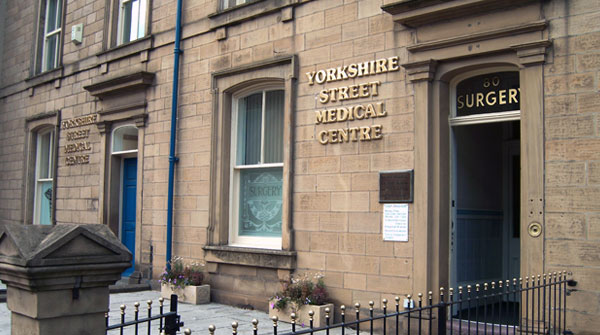 YORKSHIRE
STREET
MEDICAL
CENTRE
YORKSHIRE
STREET
MEDICAL
CENTRE
80
SURGERY
SURGERY